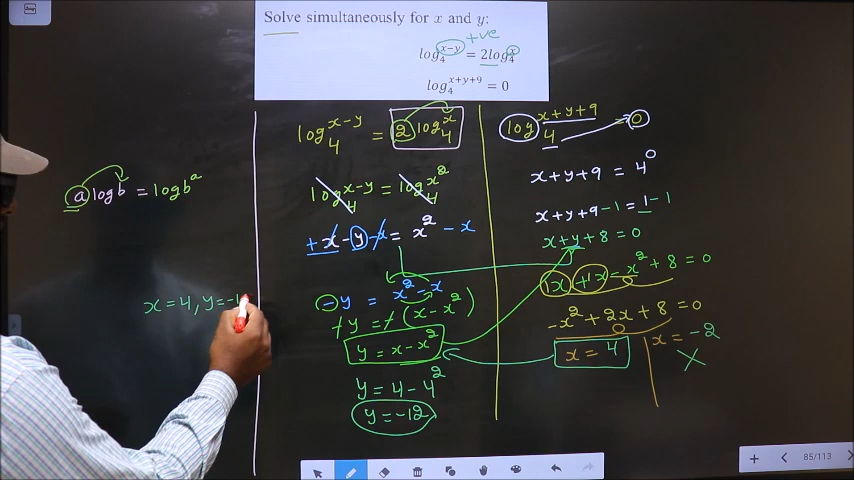 Solve simultaneously for x and y:
+ve
log₄^(x−y) = 2log₄^x
log₄^(x+y+9) = 0
a log b = log b^a
x = 4, y = -1
log₄^(x-y) = 2 log₄^x
log₄^(x-y) = log₄^(x²)
+x - y - x = x² - x
-y = x² - x
-y = -(x - x²)
y = x - x²
y = 4 - 4²
y = -12
log₄^(x+y+9) = 0
x+y+9 = 4⁰
x+y+9-1 = 1-1
x+y+8 = 0
1x +1x - x² + 8 = 0
-x² + 2x + 8 = 0
x = 4
x = -2
X
85/113